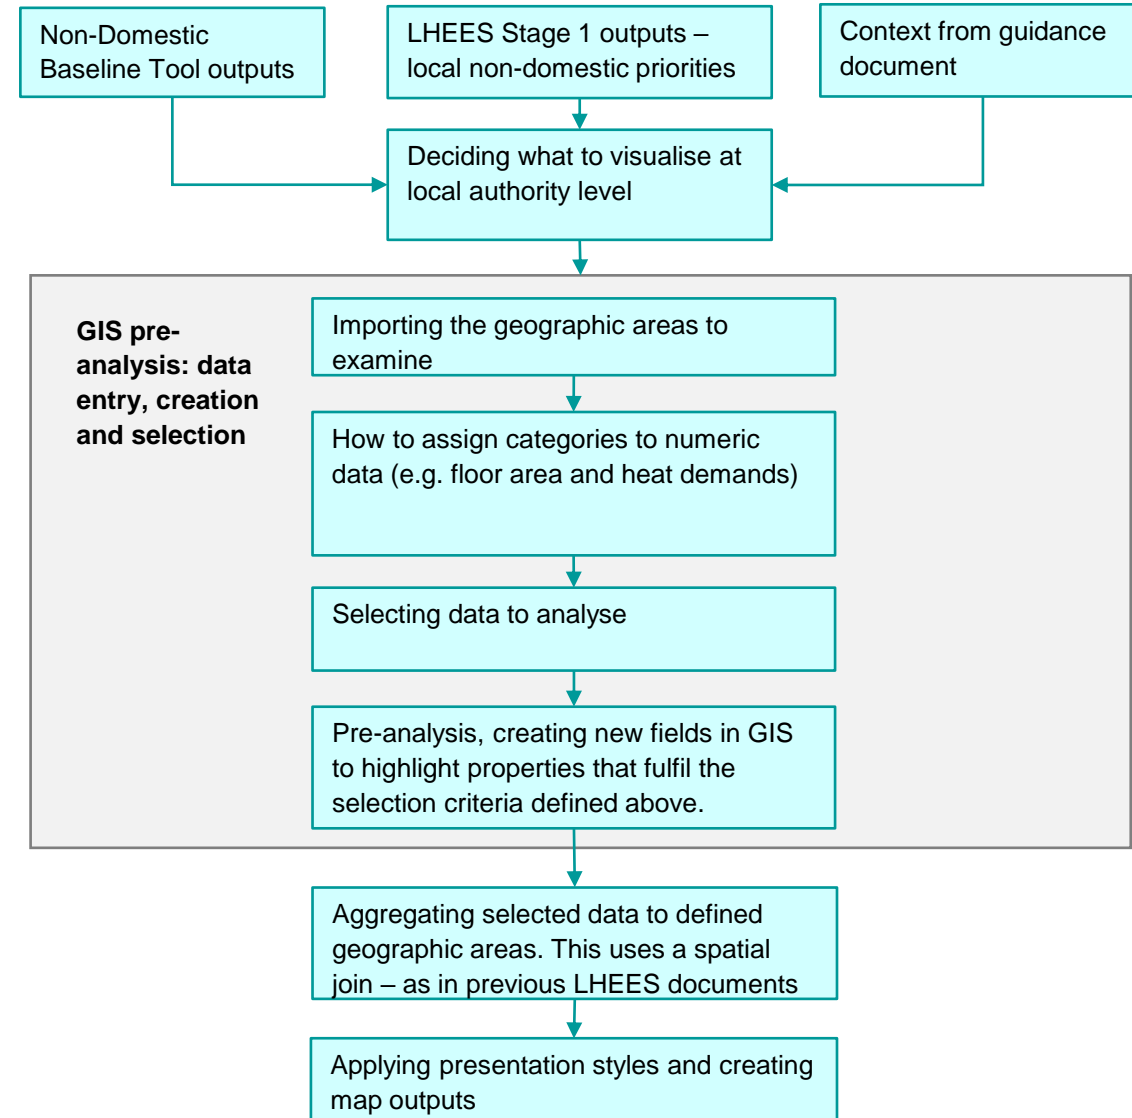 Non-Domestic
Baseline Tool outputs
LHEES Stage 1 outputs –
local non-domestic priorities
Context from guidance
document
Deciding what to visualise at
local authority level
GIS pre-
analysis: data
entry, creation
and selection
Importing the geographic areas to
examine
How to assign categories to numeric
data (e.g. floor area and heat demands)
Selecting data to analyse
Pre-analysis, creating new fields in GIS
to highlight properties that fulfil the
selection criteria defined above.
Aggregating selected data to defined
geographic areas. This uses a spatial
join – as in previous LHEES documents
Applying presentation styles and creating
map outputs